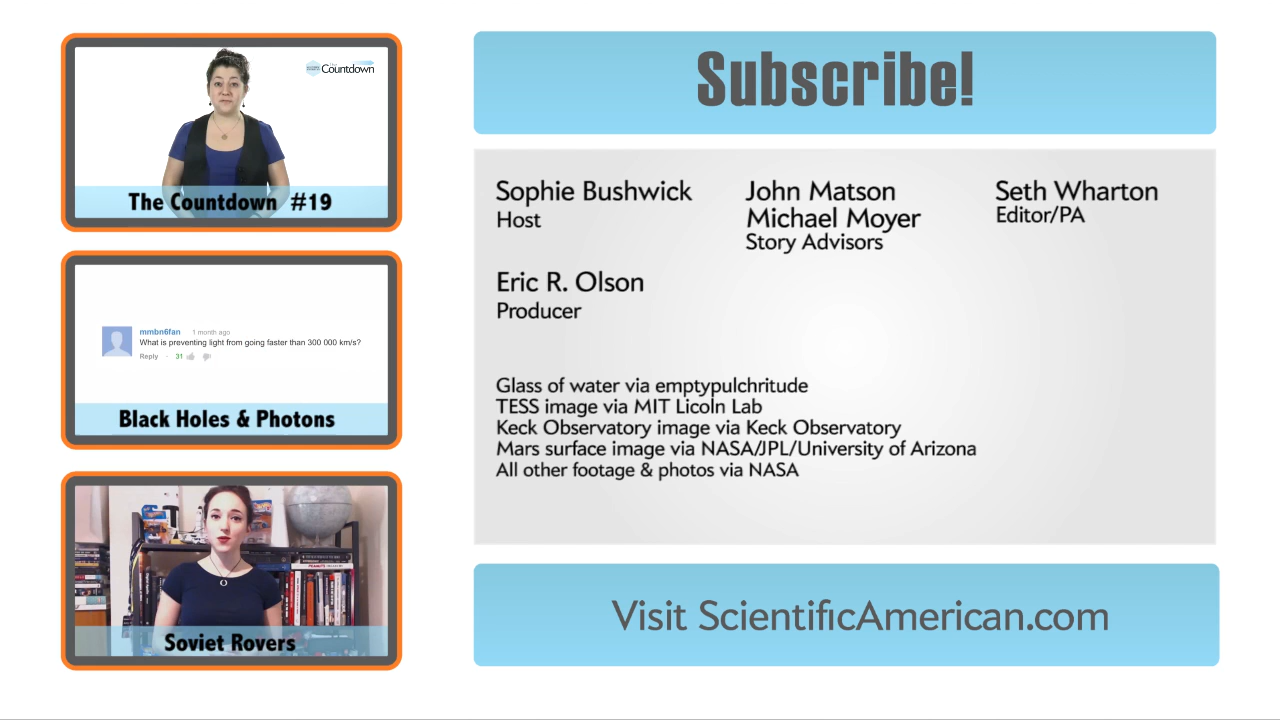 Countdown
The Countdown #19
mmbn6fan 1 month ago
What is preventing light from going faster than 300 000 km/s?
Reply · 31
Black Holes & Photons
Soviet Rovers
Subscribe!
Sophie Bushwick
Host
John Matson
Michael Moyer
Story Advisors
Seth Wharton
Editor/PA
Eric R. Olson
Producer
Glass of water via emptypulchritude
TESS image via MIT Licoln Lab
Keck Observatory image via Keck Observatory
Mars surface image via NASA/JPL/University of Arizona
All other footage & photos via NASA
Visit ScientificAmerican.com